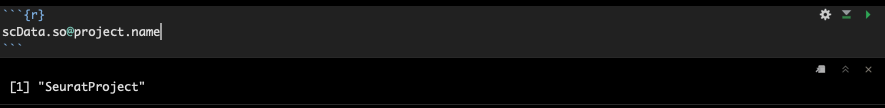 ```{r}
scData.so@project.name
```
[1] "SeuratProject"